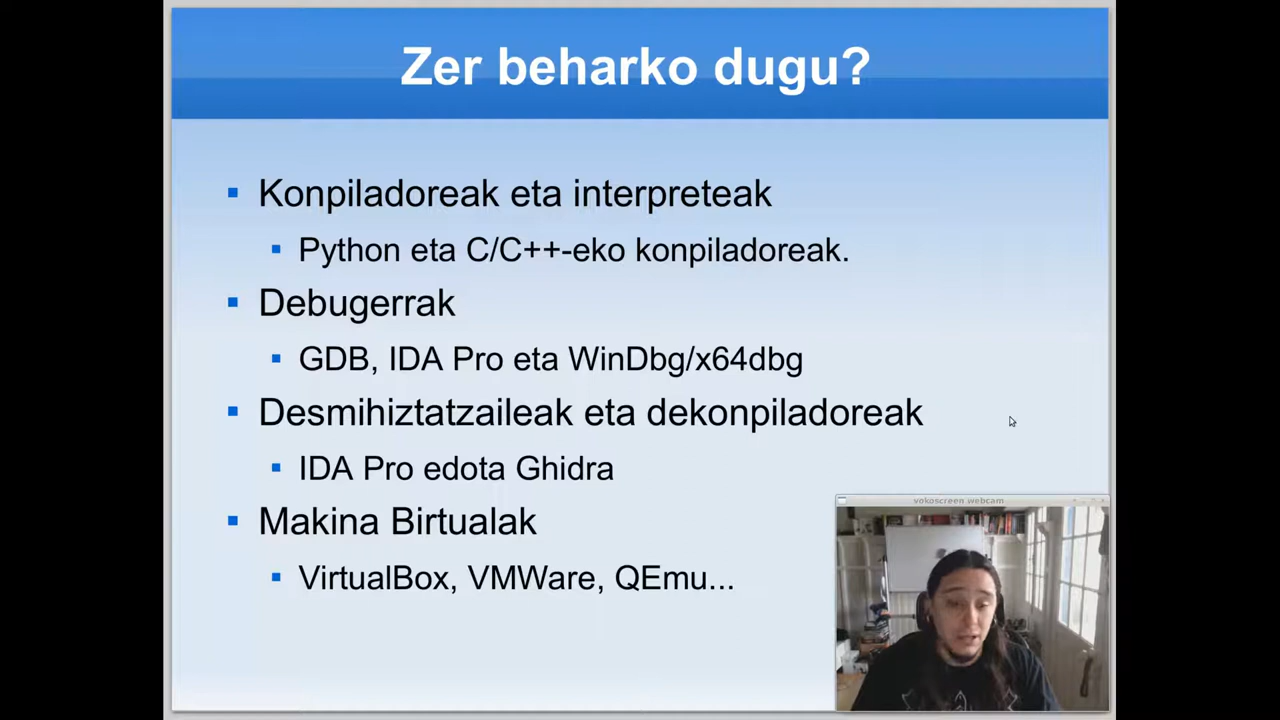 Zer beharko dugu?
Konpiladoreak eta interpreteak
Python eta C/C++-eko konpiladoreak.
Debugerrak
GDB, IDA Pro eta WinDbg/x64dbg
Desmihiztatzaileak eta dekonpiladoreak
IDA Pro edota Ghidra
Makina Birtualak
VirtualBox, VMWare, QEmu...
vokoscreen webcam